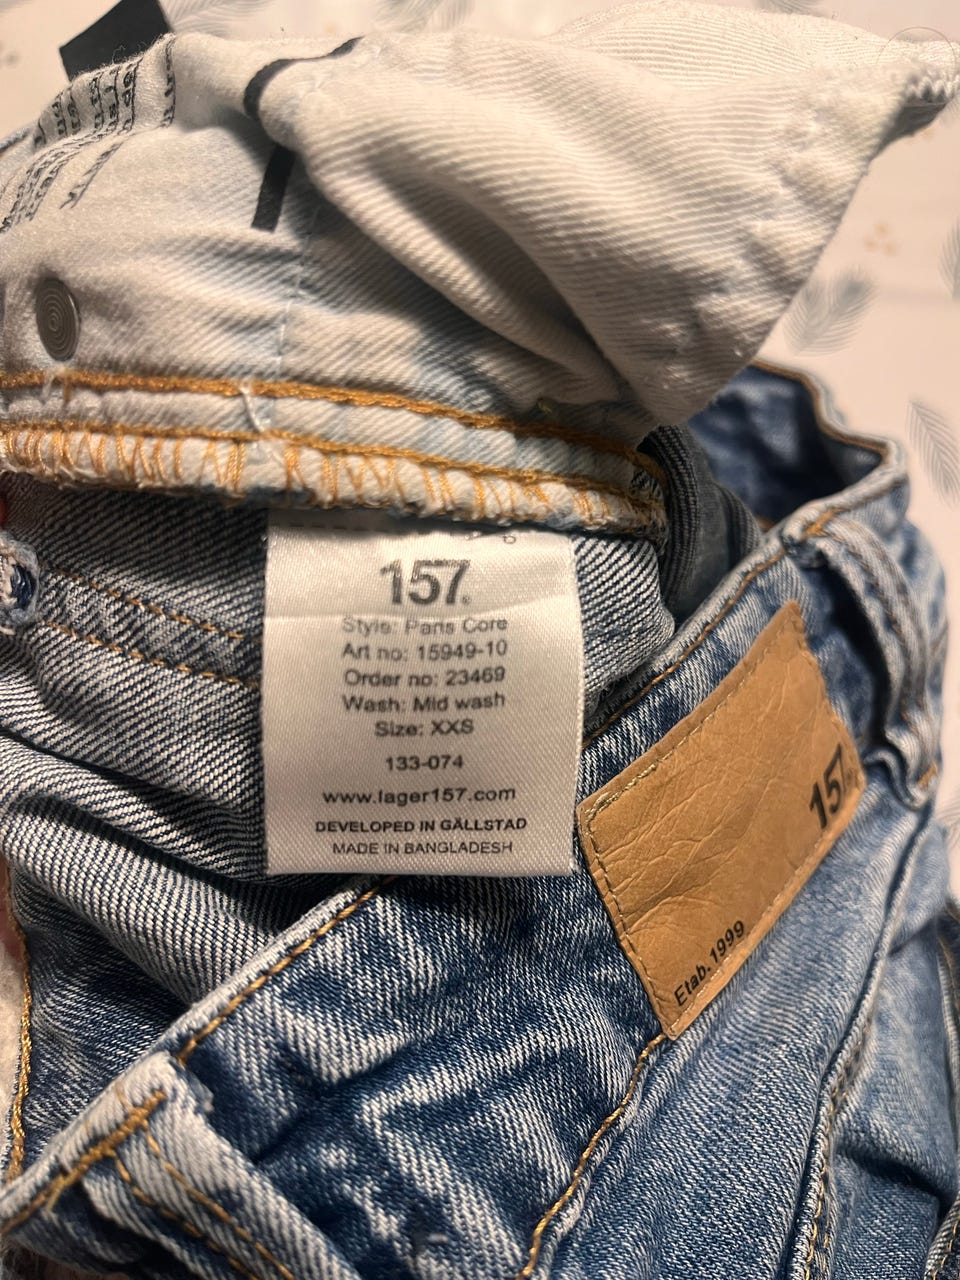 157.
Style: Paris Core
Art no: 15949-10
Order no: 23469
Wash: Mid wash
Size: XXS
133-074
www.lager157.com
DEVELOPED IN GÄLLSTAD
MADE IN BANGLADESH
157
Etab. 1999